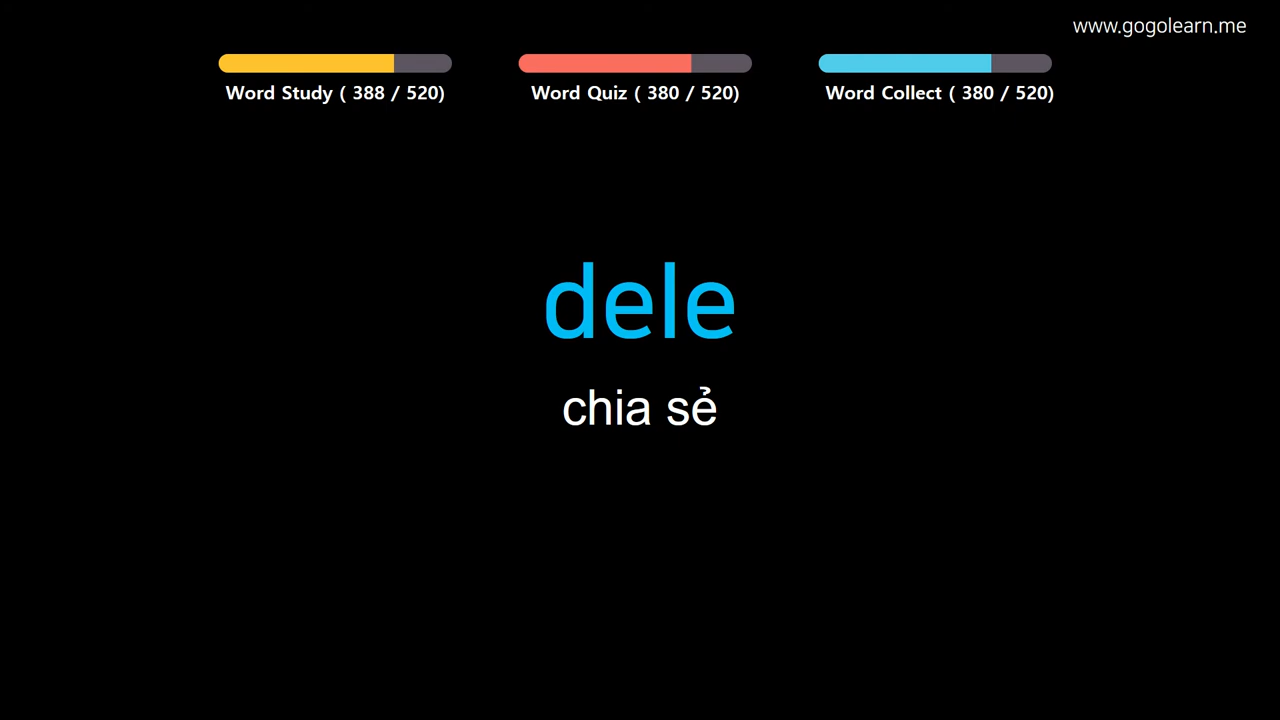 www.gogolearn.me
Word Study ( 388 / 520)
Word Quiz ( 380 / 520)
Word Collect ( 380 / 520)
dele
chia sẻ